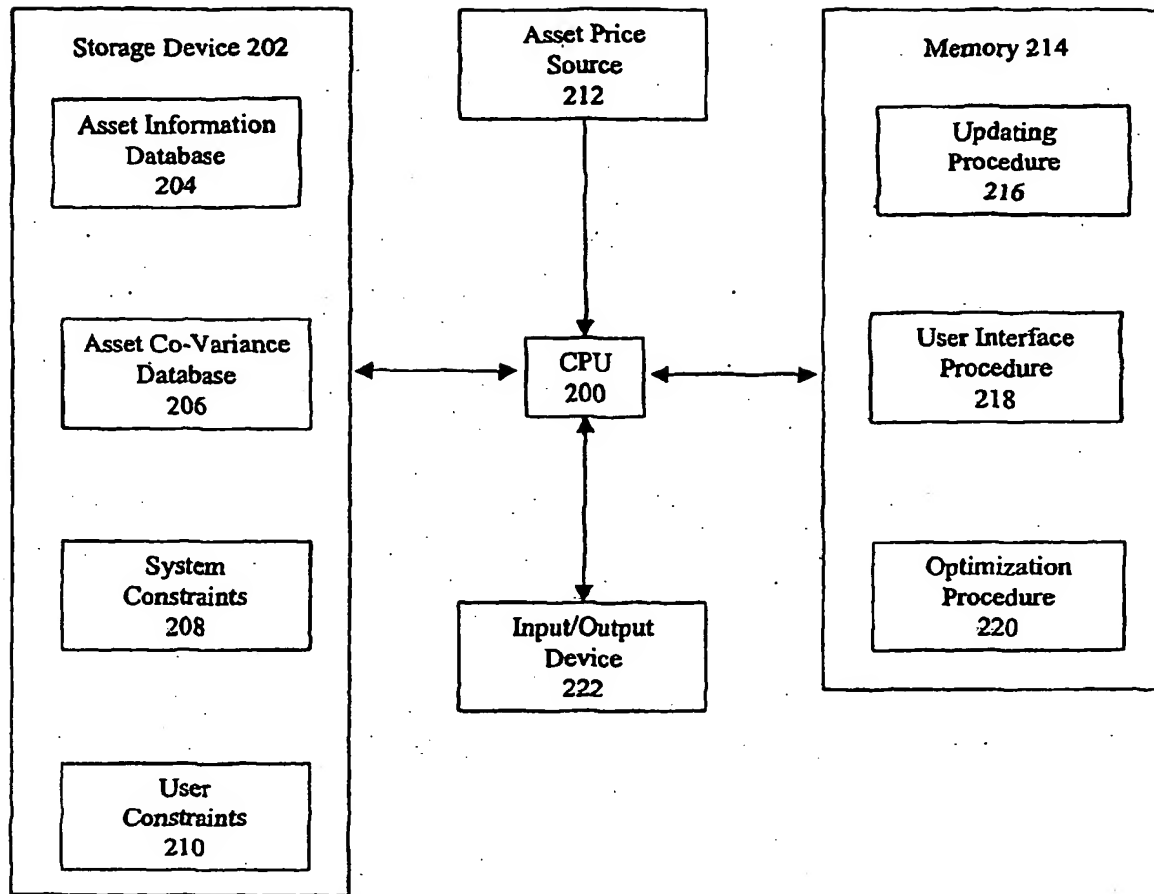 Storage Device 202
Asset Information
Database
204
Asset Co-Variance
Database
206
System
Constraints
208
User
Constraints
210
Asset Price
Source
212
CPU
200
Input/Output
Device
222
Memory 214
Updating
Procedure
216
User Interface
Procedure
218
Optimization
Procedure
220